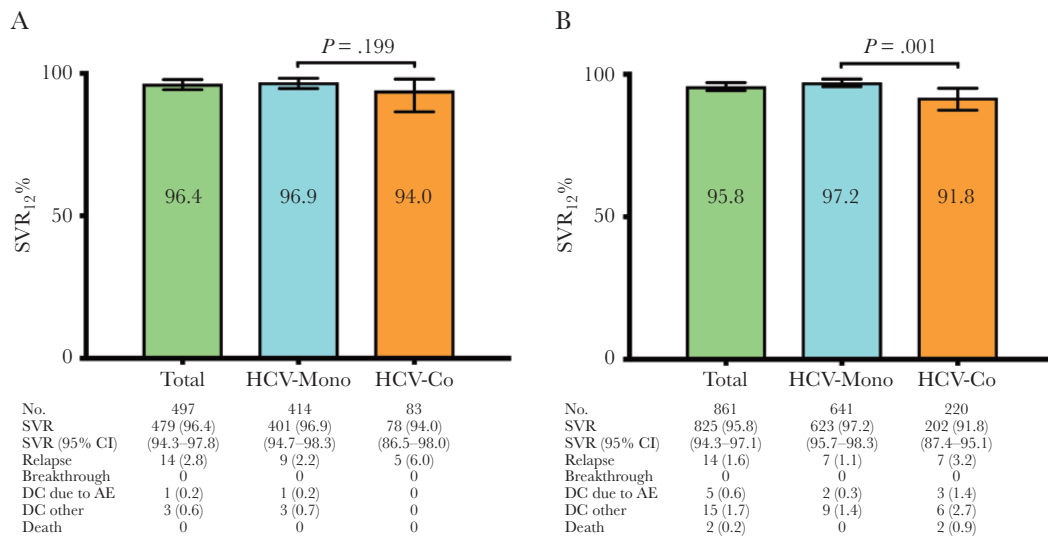 A
P = .199
100
50
0
SVR12%
96.4
96.9
94.0
Total HCV-Mono HCV-Co
No. 497 414 83
SVR 479 (96.4) 401 (96.9) 78 (94.0)
SVR (95% CI) (94.3–97.8) (94.7–98.3) (86.5–98.0)
Relapse 14 (2.8) 9 (2.2) 5 (6.0)
Breakthrough 0 0 0
DC due to AE 1 (0.2) 1 (0.2) 0
DC other 3 (0.6) 3 (0.7) 0
Death 0 0 0
B
P = .001
100
50
0
SVR12%
95.8
97.2
91.8
Total HCV-Mono HCV-Co
No. 861 641 220
SVR 825 (95.8) 623 (97.2) 202 (91.8)
SVR (95% CI) (94.3–97.1) (95.7–98.3) (87.4–95.1)
Relapse 14 (1.6) 7 (1.1) 7 (3.2)
Breakthrough 0 0 0
DC due to AE 5 (0.6) 2 (0.3) 3 (1.4)
DC other 15 (1.7) 9 (1.4) 6 (2.7)
Death 2 (0.2) 0 2 (0.9)